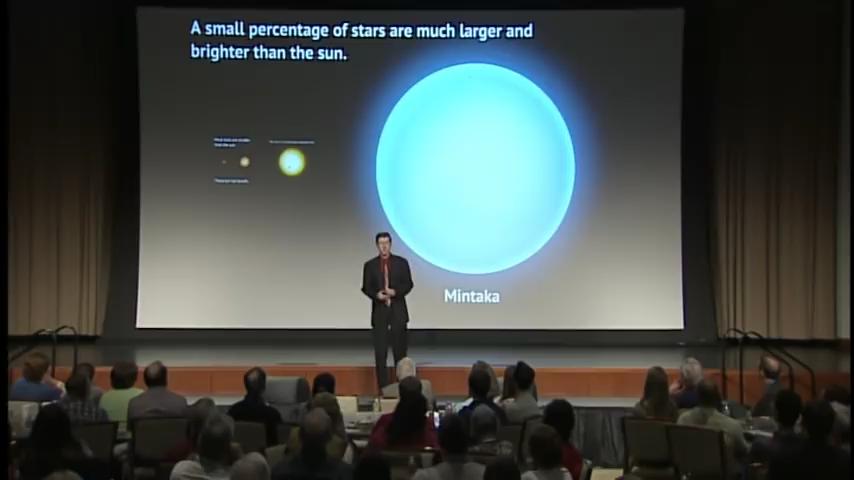 A small percentage of stars are much larger and
brighter than the sun.
Mintaka